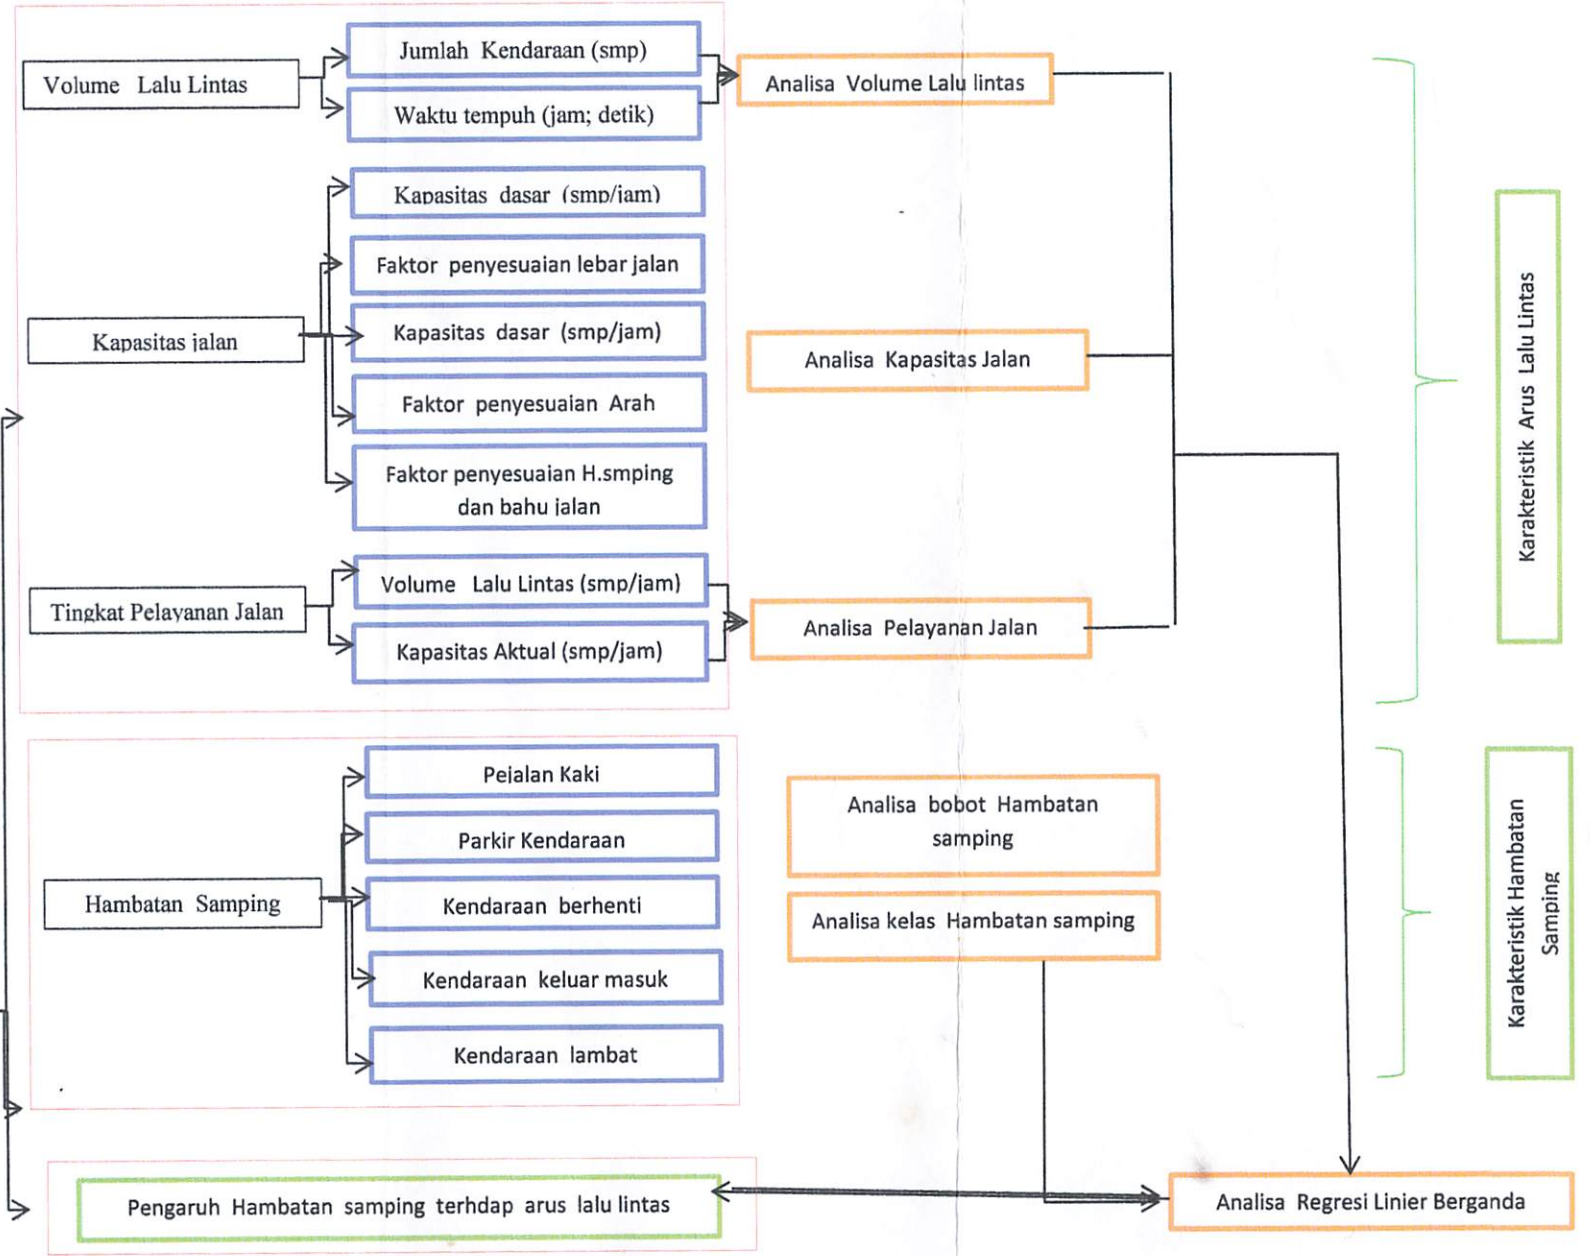 Jumlah Kendaraan (smp)
Volume Lalu Lintas
Waktu tempuh (jam; detik)
Analisa Volume Lalu lintas
Kapasitas dasar (smp/jam)
Faktor penyesuaian lebar jalan
Kapasitas jalan
Kapasitas dasar (smp/jam)
Analisa Kapasitas Jalan
Faktor penyesuaian Arah
Faktor penyesuaian H.smping
dan bahu jalan
Karakteristik Arus Lalu Lintas
Tingkat Pelayanan Jalan
Volume Lalu Lintas (smp/jam)
Kapasitas Aktual (smp/jam)
Analisa Pelayanan Jalan
Pejalan Kaki
Parkir Kendaraan
Hambatan Samping
Kendaraan berhenti
Kendaraan keluar masuk
Kendaraan lambat
Analisa bobot Hambatan
samping
Analisa kelas Hambatan samping
Karakteristik Hambatan
Samping
Pengaruh Hambatan samping terhdap arus lalu lintas
Analisa Regresi Linier Berganda